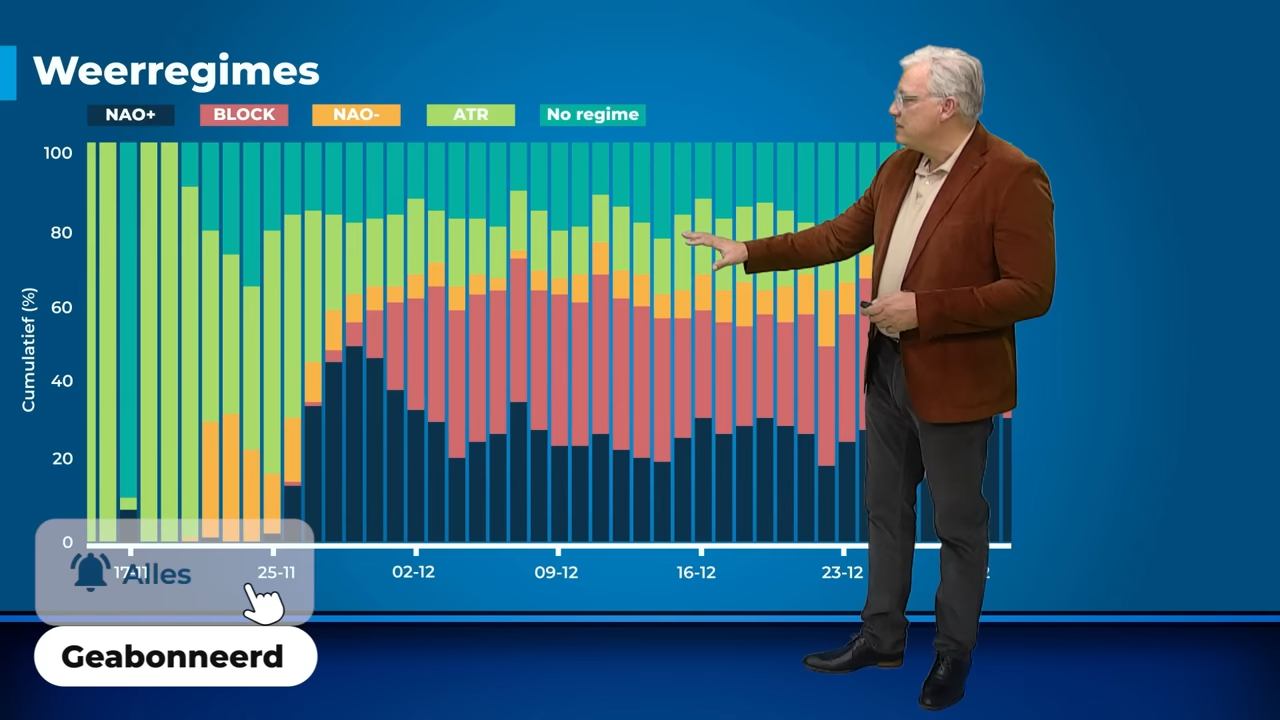 Weerregimes
NAO+ BLOCK NAO- ATR No regime
100
80
60
40
20
0
Cumulatief (%)
17-11 25-11 02-12 09-12 16-12 23-12
Alles
Geabonneerd